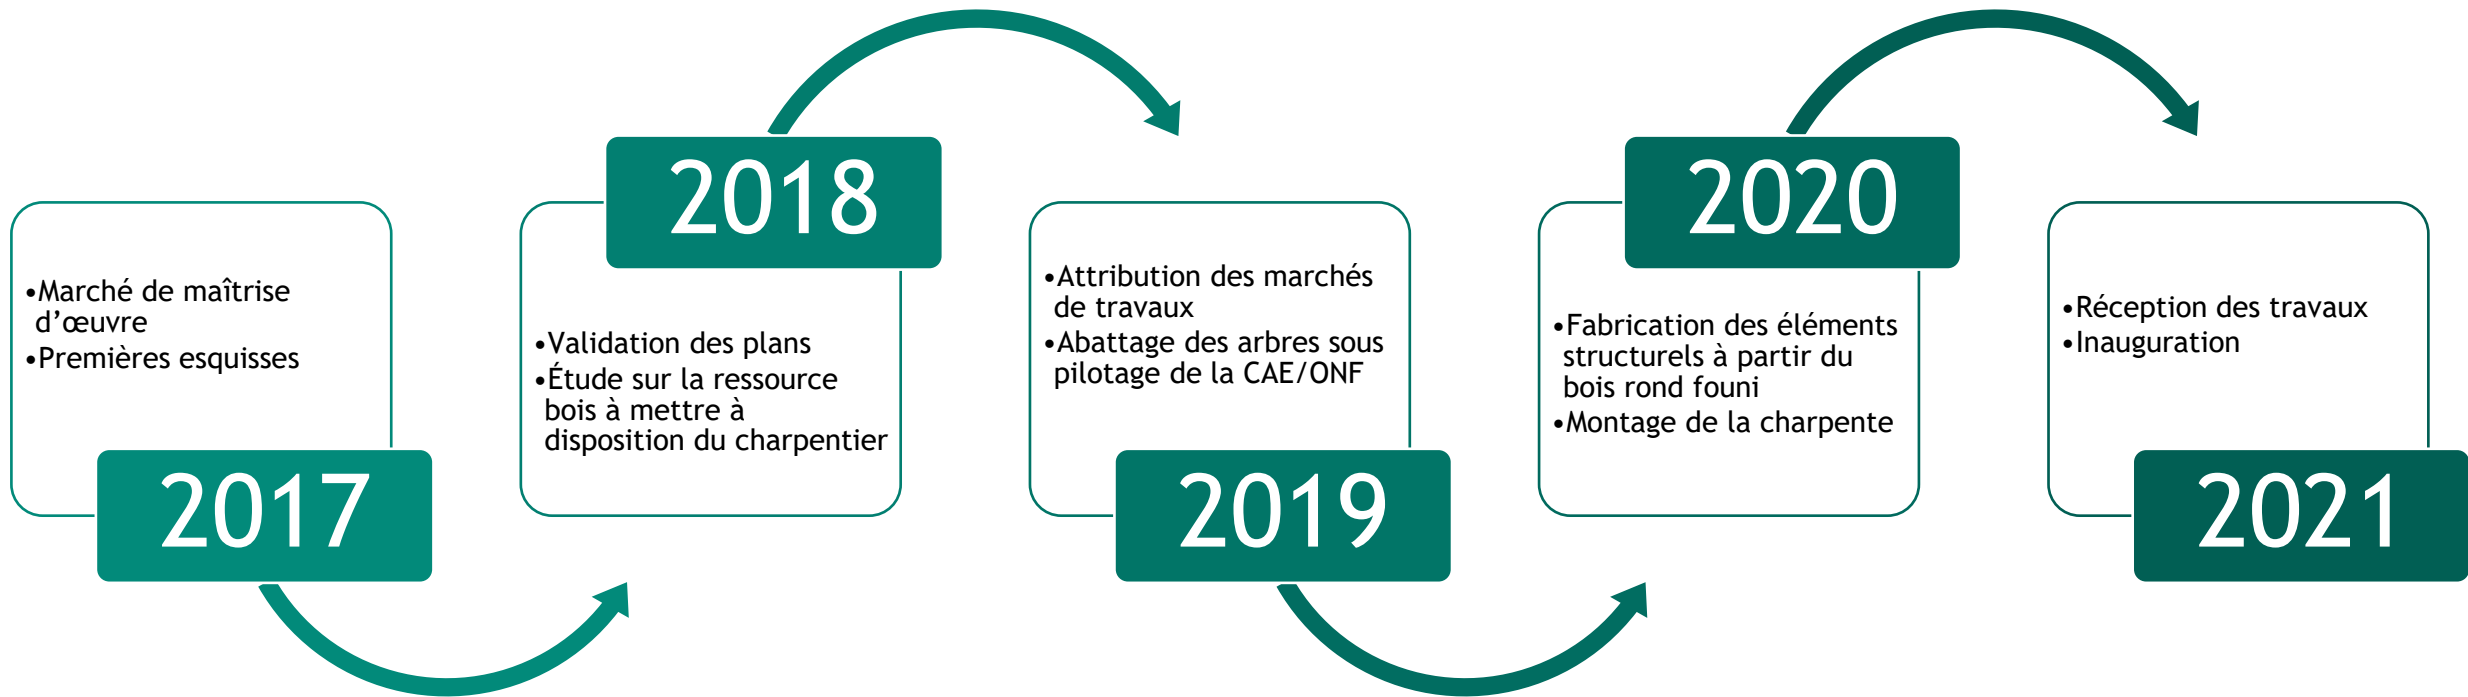 •Marché de maîtrise
d’œuvre
•Premières esquisses
2017
2018
•Validation des plans
•Étude sur la ressource
bois à mettre à
disposition du charpentier
•Attribution des marchés
de travaux
•Abattage des arbres sous
pilotage de la CAE/ONF
2019
2020
•Fabrication des éléments
structurels à partir du
bois rond founi
•Montage de la charpente
•Réception des travaux
•Inauguration
2021